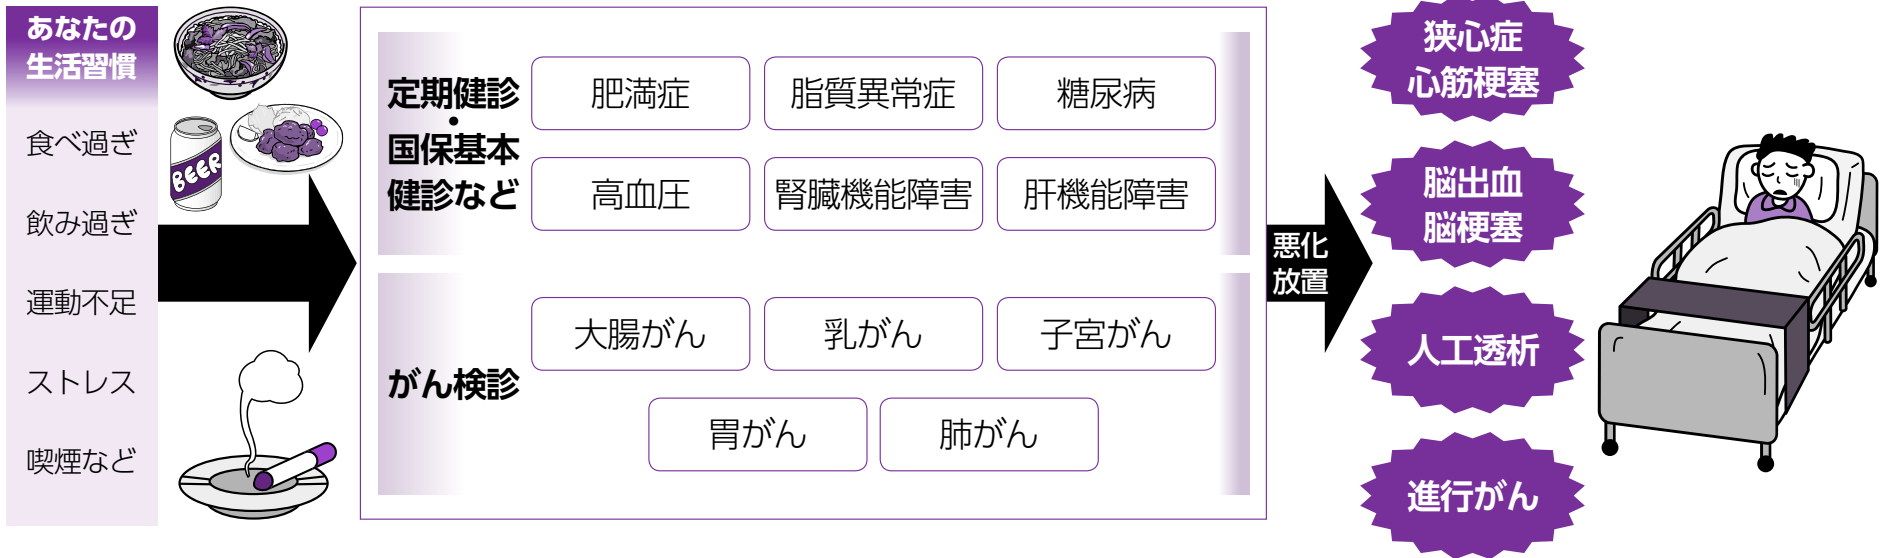 あなたの
生活習慣
食べ過ぎ
飲み過ぎ
運動不足
ストレス
喫煙など
BEER
定期健診
・
国保基本
健診など
肥満症
脂質異常症
糖尿病
高血圧
腎臓機能障害
肝機能障害
がん検診
大腸がん
乳がん
子宮がん
胃がん
肺がん
悪化
放置
狭心症
心筋梗塞
脳出血
脳梗塞
人工透析
進行がん